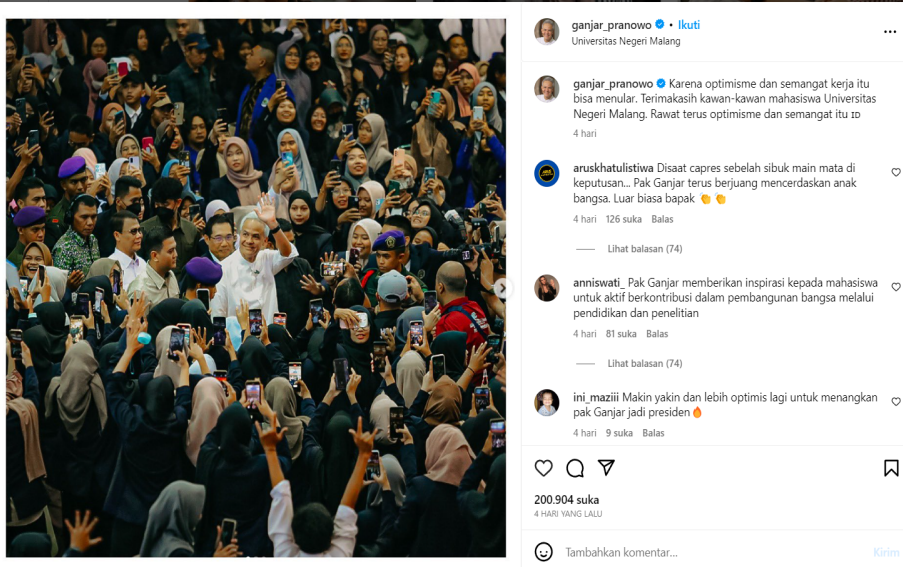 ganjar_pranowo • Ikuti
Universitas Negeri Malang
ganjar_pranowo Karena optimisme dan semangat kerja itu
bisa menular. Terimakasih kawan-kawan mahasiswa Universitas
Negeri Malang. Rawat terus optimisme dan semangat itu ɪᴅ
4 hari
aruskhatulistiwa Disaat capres sebelah sibuk main mata di
keputusan... Pak Ganjar terus berjuang mencerdaskan anak
bangsa. Luar biasa bapak 👏👏
4 hari 126 suka Balas
Lihat balasan (74)
anniswati_ Pak Ganjar memberikan inspirasi kepada mahasiswa
untuk aktif berkontribusi dalam pembangunan bangsa melalui
pendidikan dan penelitian
4 hari 81 suka Balas
Lihat balasan (74)
ini_maziii Makin yakin dan lebih optimis lagi untuk menangkan
pak Ganjar jadi presiden🔥
4 hari 9 suka Balas
200.904 suka
4 HARI YANG LALU
Tambahkan komentar... Kirim